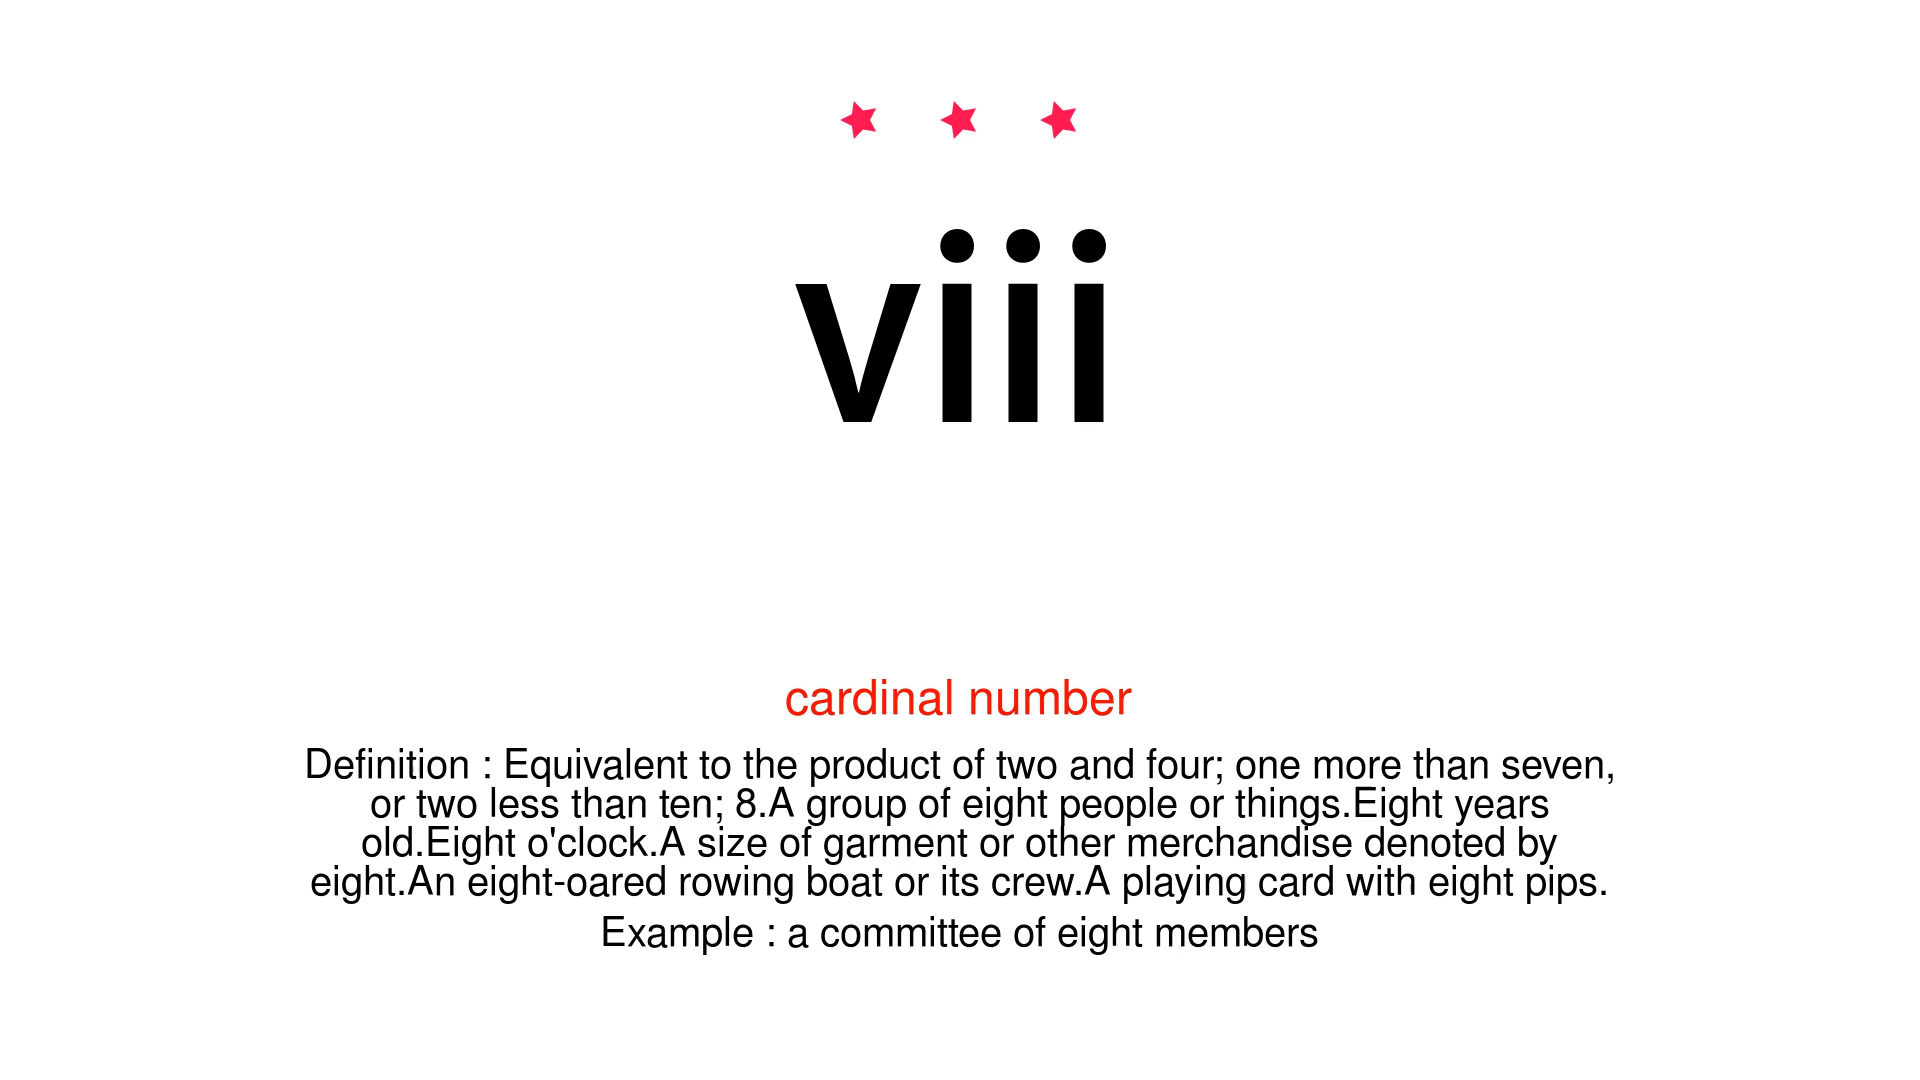 viii
cardinal number
Definition : Equivalent to the product of two and four; one more than seven,
or two less than ten; 8.A group of eight people or things.Eight years
old.Eight o'clock.A size of garment or other merchandise denoted by
eight.An eight-oared rowing boat or its crew.A playing card with eight pips.
Example : a committee of eight members